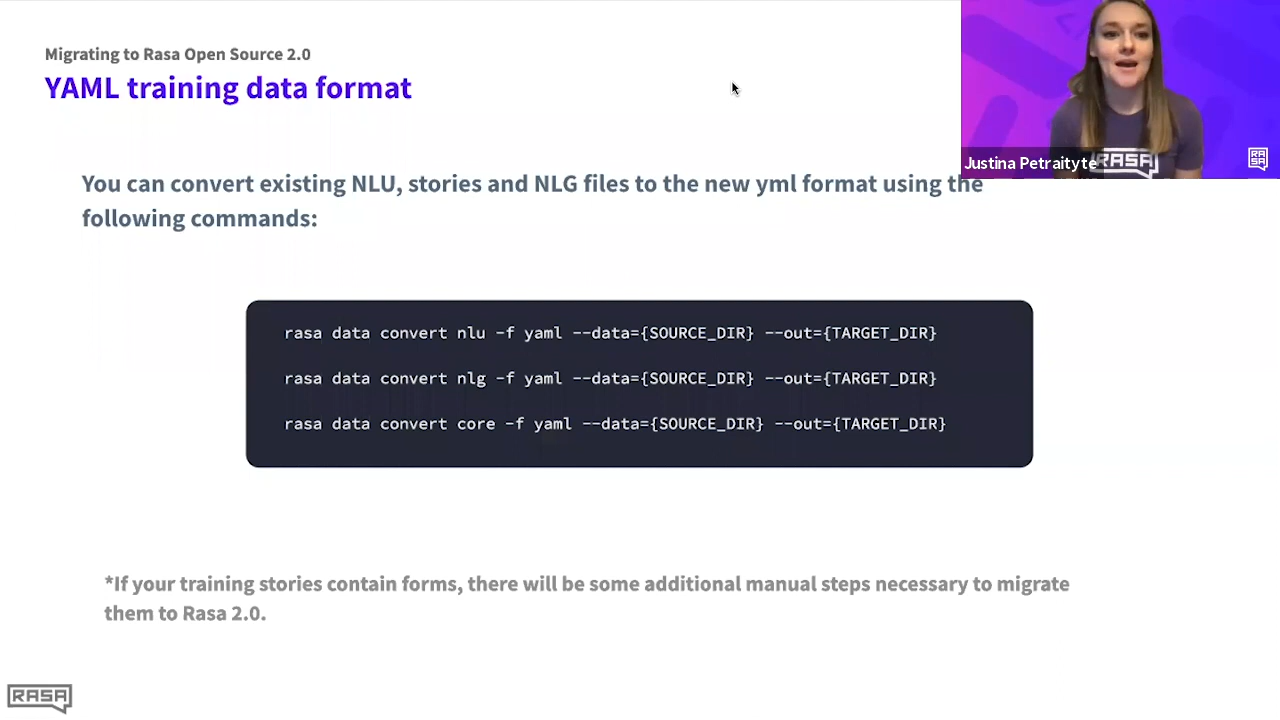 Migrating to Rasa Open Source 2.0
YAML training data format
Justina Petraityte
RASA
RA
SA
You can convert existing NLU, stories and NLG files to the new yml format using the
following commands:
rasa data convert nlu -f yaml --data={SOURCE_DIR} --out={TARGET_DIR}
rasa data convert nlg -f yaml --data={SOURCE_DIR} --out={TARGET_DIR}
rasa data convert core -f yaml --data={SOURCE_DIR} --out={TARGET_DIR}
*If your training stories contain forms, there will be some additional manual steps necessary to migrate
them to Rasa 2.0.
RASA